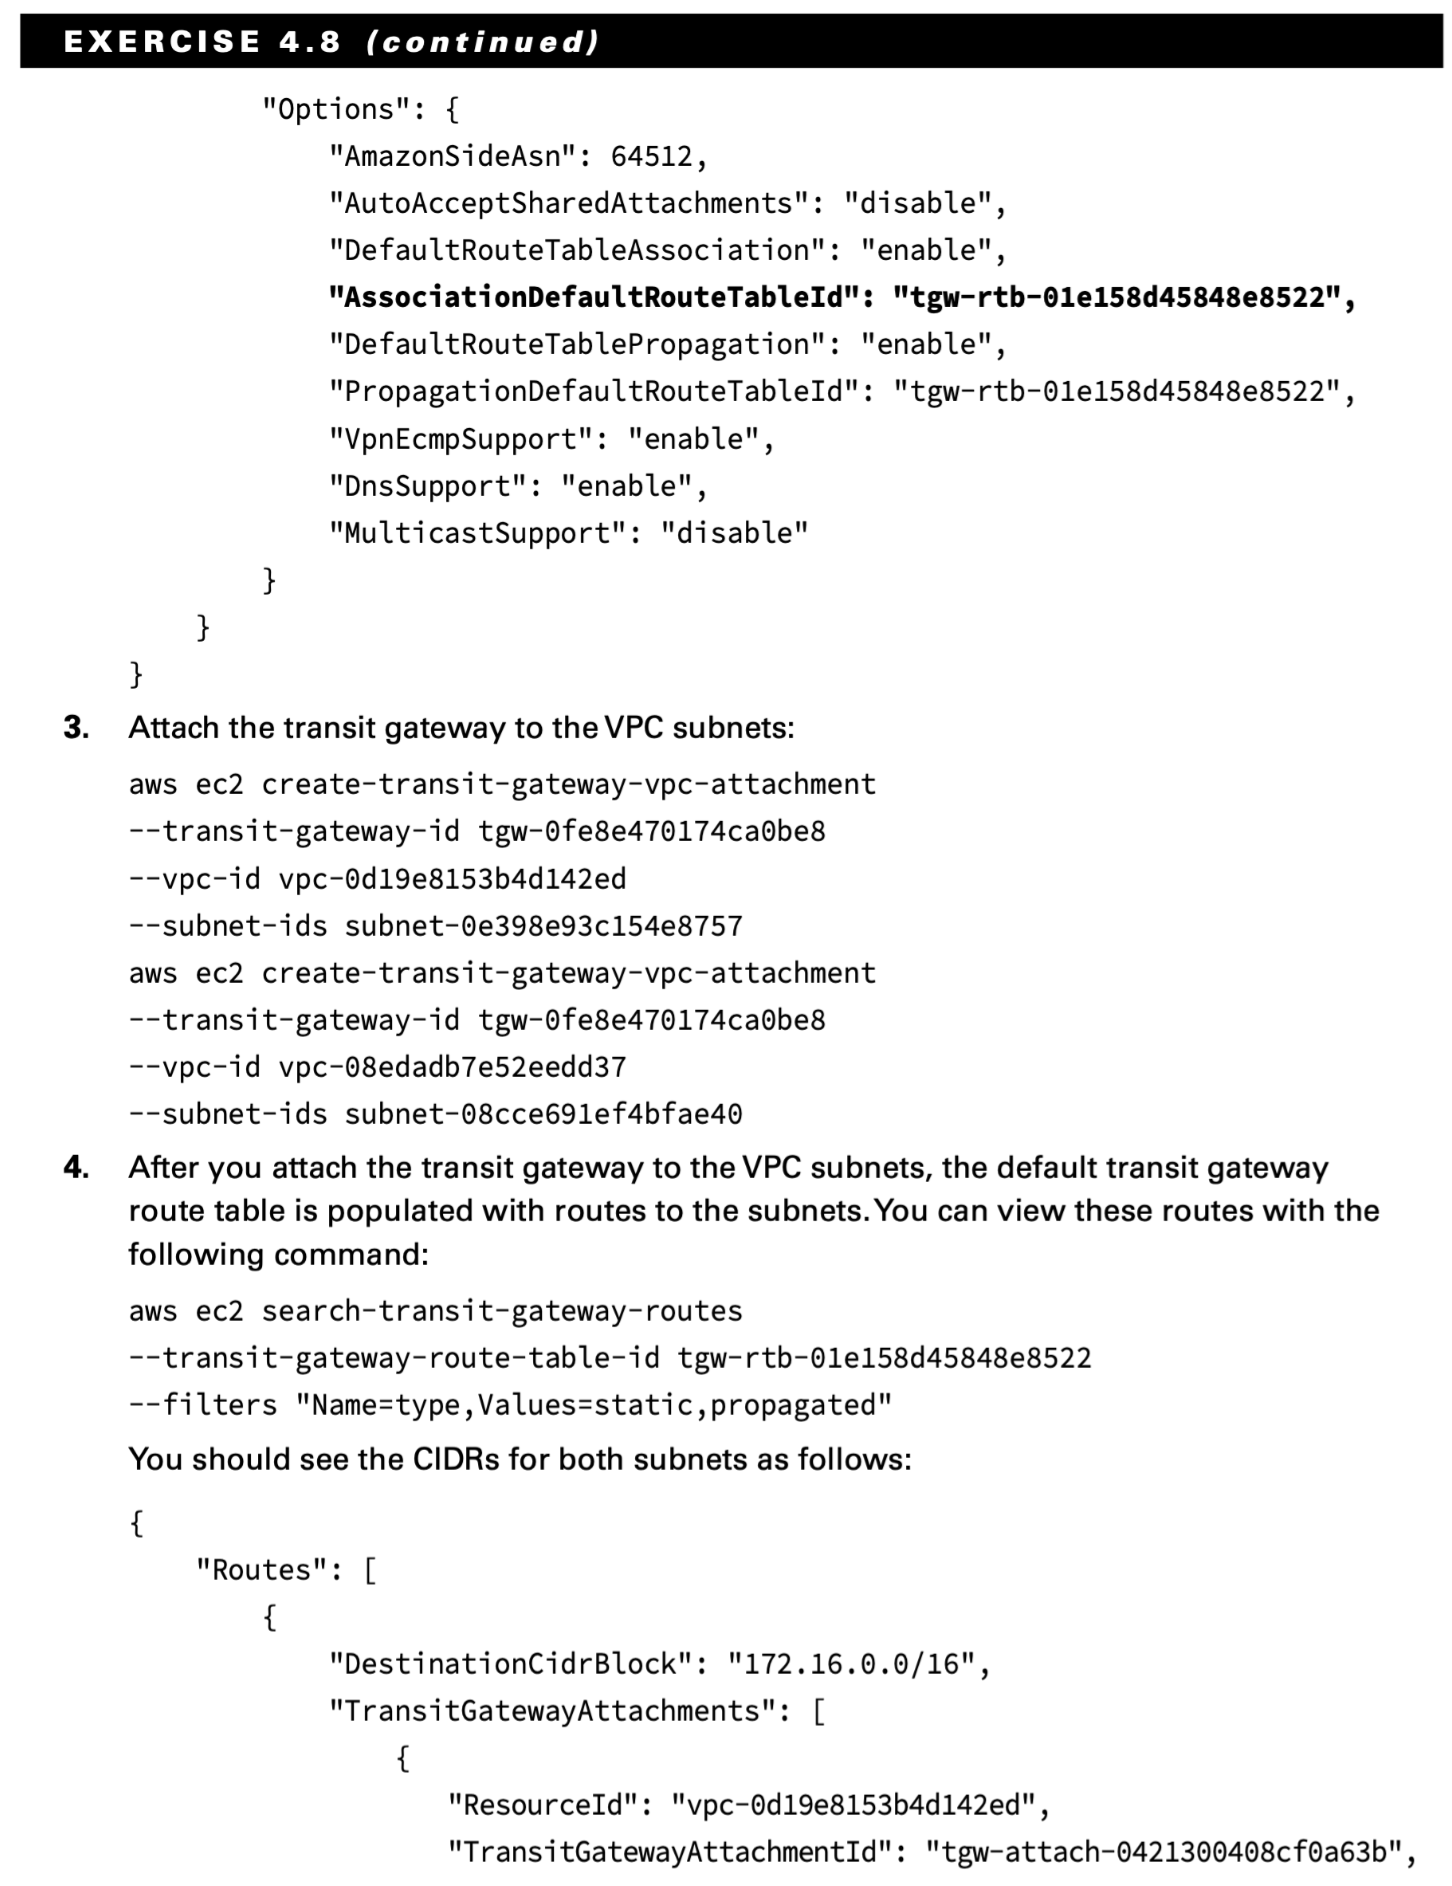 EXERCISE 4.8 (continued)
"Options": {
"AmazonSideAsn": 64512,
"AutoAcceptSharedAttachments": "disable",
"DefaultRouteTableAssociation": "enable",
"AssociationDefaultRouteTableId": "tgw-rtb-01e158d45848e8522",
"DefaultRouteTablePropagation": "enable",
"PropagationDefaultRouteTableId": "tgw-rtb-01e158d45848e8522",
"VpnEcmpSupport": "enable",
"DnsSupport": "enable",
"MulticastSupport": "disable"
}
}
}
3. Attach the transit gateway to the VPC subnets:
aws ec2 create-transit-gateway-vpc-attachment
--transit-gateway-id tgw-0fe8e470174ca0be8
--vpc-id vpc-0d19e8153b4d142ed
--subnet-ids subnet-0e398e93c154e8757
aws ec2 create-transit-gateway-vpc-attachment
--transit-gateway-id tgw-0fe8e470174ca0be8
--vpc-id vpc-08edadb7e52eedd37
--subnet-ids subnet-08cce691ef4bfae40
4. After you attach the transit gateway to the VPC subnets, the default transit gateway
route table is populated with routes to the subnets. You can view these routes with the
following command:
aws ec2 search-transit-gateway-routes
--transit-gateway-route-table-id tgw-rtb-01e158d45848e8522
--filters "Name=type,Values=static,propagated"
You should see the CIDRs for both subnets as follows:
{
"Routes": [
{
"DestinationCidrBlock": "172.16.0.0/16",
"TransitGatewayAttachments": [
{
"ResourceId": "vpc-0d19e8153b4d142ed",
"TransitGatewayAttachmentId": "tgw-attach-0421300408cf0a63b",